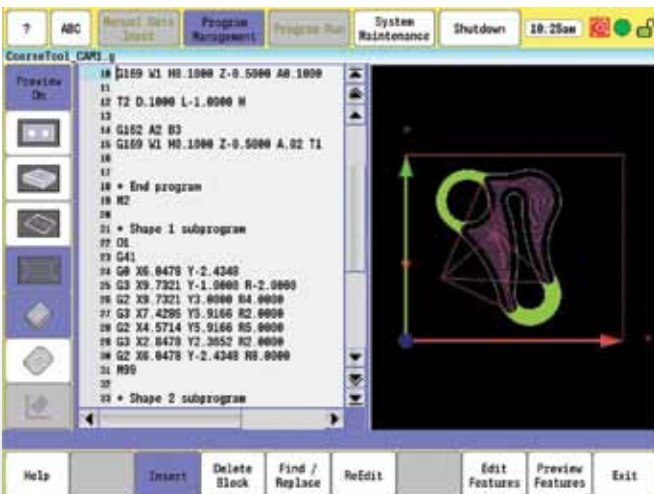 ?
ABC
Manual Data Input
Program Management
Program Run
System Maintenance
Shutdown
10.25am
CoarseTool_CAM1.g
Preview On
10 G169 W1 H0.1000 Z-0.5000 A0.1000
11
12 T2 D.1000 L-1.0000 M
13
14 G162 A2 B3
15 G169 W1 H0.1000 Z-0.5000 A.02 T1
16
17
18 * End program
19 M2
20
21 * Shape 1 subprogram
22 O1
23 G41
24 G0 X6.0478 Y-2.4348
25 G3 X9.7321 Y-1.0000 R-2.0000
26 G2 X9.7321 Y3.0000 R4.0000
27 G3 X7.4286 Y5.9166 R2.0000
28 G2 X4.5714 Y5.9166 R5.0000
29 G3 X2.8478 Y2.3652 R2.0000
30 G2 X6.0478 Y-2.4348 R8.0000
31 M99
32
33 * Shape 2 subprogram
Help
Insert
Delete Block
Find / Replace
ReEdit
Edit Features
Preview Features
Exit